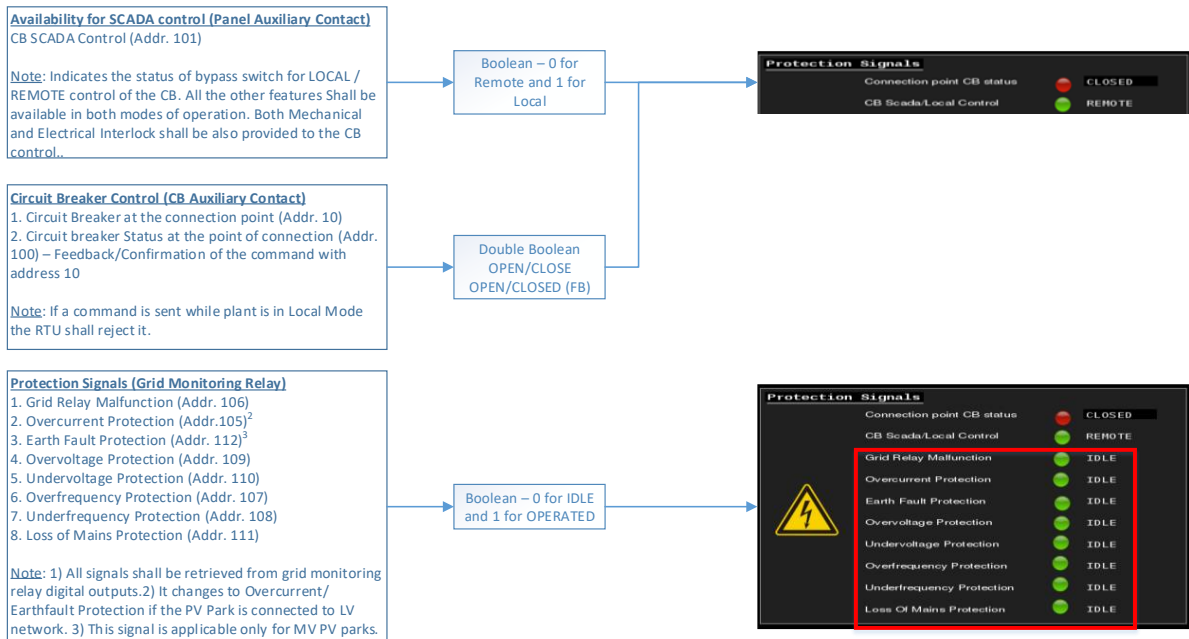 Availability for SCADA control (Panel Auxiliary Contact)
CB SCADA Control (Addr. 101)
Note: Indicates the status of bypass switch for LOCAL /
REMOTE control of the CB. All the other features Shall be
available in both modes of operation. Both Mechanical
and Electrical Interlock shall be also provided to the CB
control..
Boolean – 0 for
Remote and 1 for
Local
Protection Signals
Connection point CB status CLOSED
CB Scada/Local Control REMOTE
Circuit Breaker Control (CB Auxiliary Contact)
1. Circuit Breaker at the connection point (Addr. 10)
2. Circuit breaker Status at the point of connection (Addr.
100) – Feedback/Confirmation of the command with
address 10
Note: If a command is sent while plant is in Local Mode
the RTU shall reject it.
Double Boolean
OPEN/CLOSE
OPEN/CLOSED (FB)
Protection Signals (Grid Monitoring Relay)
1. Grid Relay Malfunction (Addr. 106)
2. Overcurrent Protection (Addr.105)2
3. Earth Fault Protection (Addr. 112)3
4. Overvoltage Protection (Addr. 109)
5. Undervoltage Protection (Addr. 110)
6. Overfrequency Protection (Addr. 107)
7. Underfrequency Protection (Addr. 108)
8. Loss of Mains Protection (Addr. 111)
Note: 1) All signals shall be retrieved from grid monitoring
relay digital outputs.2) It changes to Overcurrent/
Earthfault Protection if the PV Park is connected to LV
network. 3) This signal is applicable only for MV PV parks.
Boolean – 0 for IDLE
and 1 for OPERATED
Protection Signals
Connection point CB status CLOSED
CB Scada/Local Control REMOTE
Grid Relay Malfunction IDLE
Overcurrent Protection IDLE
Earth Fault Protection IDLE
Overvoltage Protection IDLE
Undervoltage Protection IDLE
Overfrequency Protection IDLE
Underfrequency Protection IDLE
Loss Of Mains Protection IDLE